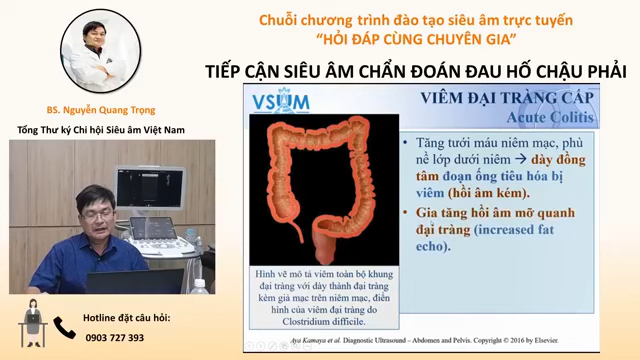 Chuỗi chương trình đào tạo siêu âm trực tuyến
“HỎI ĐÁP CÙNG CHUYÊN GIA”
TIẾP CẬN SIÊU ÂM CHẨN ĐOÁN ĐAU HỐ CHẬU PHẢI
BS. Nguyễn Quang Trọng
Tổng Thư ký Chi hội Siêu âm Việt Nam
VSUM
VIÊM ĐẠI TRÀNG CẤP
Acute Colitis
• Tăng tưới máu niêm mạc, phù
nề lớp dưới niêm → dày đồng
tâm đoạn ống tiêu hóa bị
viêm (hồi âm kém).
• Gia tăng hồi âm mỡ quanh
đại tràng (increased fat
echo).
Hình vẽ mô tả viêm toàn bộ khung
đại tràng với dày thành đại tràng
kèm giả mạc trên niêm mạc, điển
hình của viêm đại tràng do
Clostridium difficile.
Aya Kamaya et al. Diagnostic Ultrasound – Abdomen and Pelvis. Copyright © 2016 by Elsevier.
Hotline đặt câu hỏi:
0903 727 393